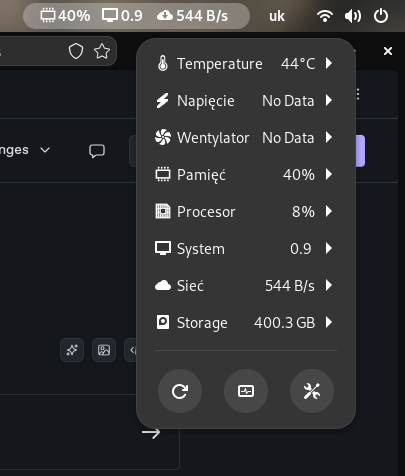 40% 0.9 544 B/s uk
nges
Temperature 44°C
Napięcie No Data
Wentylator No Data
Pamięć 40%
Procesor 8%
System 0.9
Sieć 544 B/s
Storage 400.3 GB